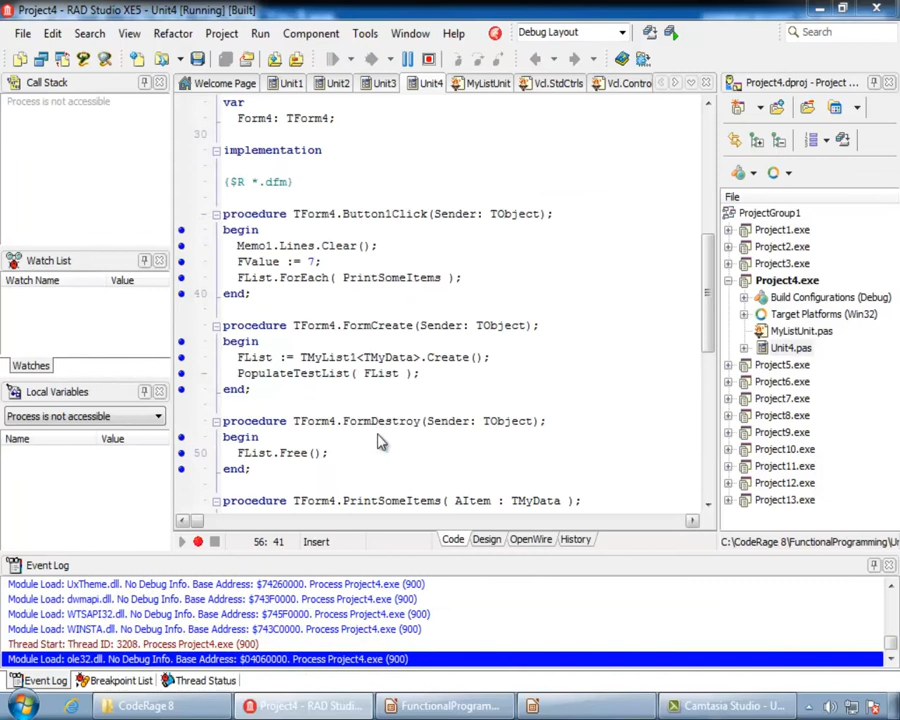 Project4 - RAD Studio XE5 - Unit4 [Running] [Built]
File Edit Search View Refactor Project Run Component Tools Window Help Debug Layout Search
Call Stack
Process is not accessible
Welcome Page Unit1 Unit2 Unit3 Unit4 MyListUnit Vcl.StdCtrls Vcl.Contro
Project4.dproj - Project ...
var
Form4: TForm4;
30
implementation
{$R *.dfm}
procedure TForm4.Button1Click(Sender: TObject);
begin
Memo1.Lines.Clear();
FValue := 7;
FList.ForEach( PrintSomeItems );
40 end;
procedure TForm4.FormCreate(Sender: TObject);
begin
FList := TMyList1<TMyData>.Create();
PopulateTestList( FList );
end;
procedure TForm4.FormDestroy(Sender: TObject);
begin
50 FList.Free();
end;
procedure TForm4.PrintSomeItems( AItem : TMyData );
Watch List
Watch Name Value
Watches
Local Variables
Process is not accessible
Name Value
File
ProjectGroup1
Project1.exe
Project2.exe
Project3.exe
Project4.exe
Build Configurations (Debug)
Target Platforms (Win32)
MyListUnit.pas
Unit4.pas
Project5.exe
Project6.exe
Project7.exe
Project8.exe
Project9.exe
Project10.exe
Project11.exe
Project12.exe
Project13.exe
56: 41 Insert Code Design OpenWire History
C:\CodeRage 8\FunctionalProgramming\Ur
Event Log
Module Load: UxTheme.dll. No Debug Info. Base Address: $74260000. Process Project4.exe (900)
Module Load: dwmapi.dll. No Debug Info. Base Address: $743F0000. Process Project4.exe (900)
Module Load: WTSAPI32.dll. No Debug Info. Base Address: $745F0000. Process Project4.exe (900)
Module Load: WINSTA.dll. No Debug Info. Base Address: $743C0000. Process Project4.exe (900)
Thread Start: Thread ID: 3208. Process Project4.exe (900)
Module Load: ole32.dll. No Debug Info. Base Address: $04060000. Process Project4.exe (900)
Event Log Breakpoint List Thread Status
CodeRage 8 Project4 - RAD Studi... FunctionalProgram... Camtasia Studio - U...